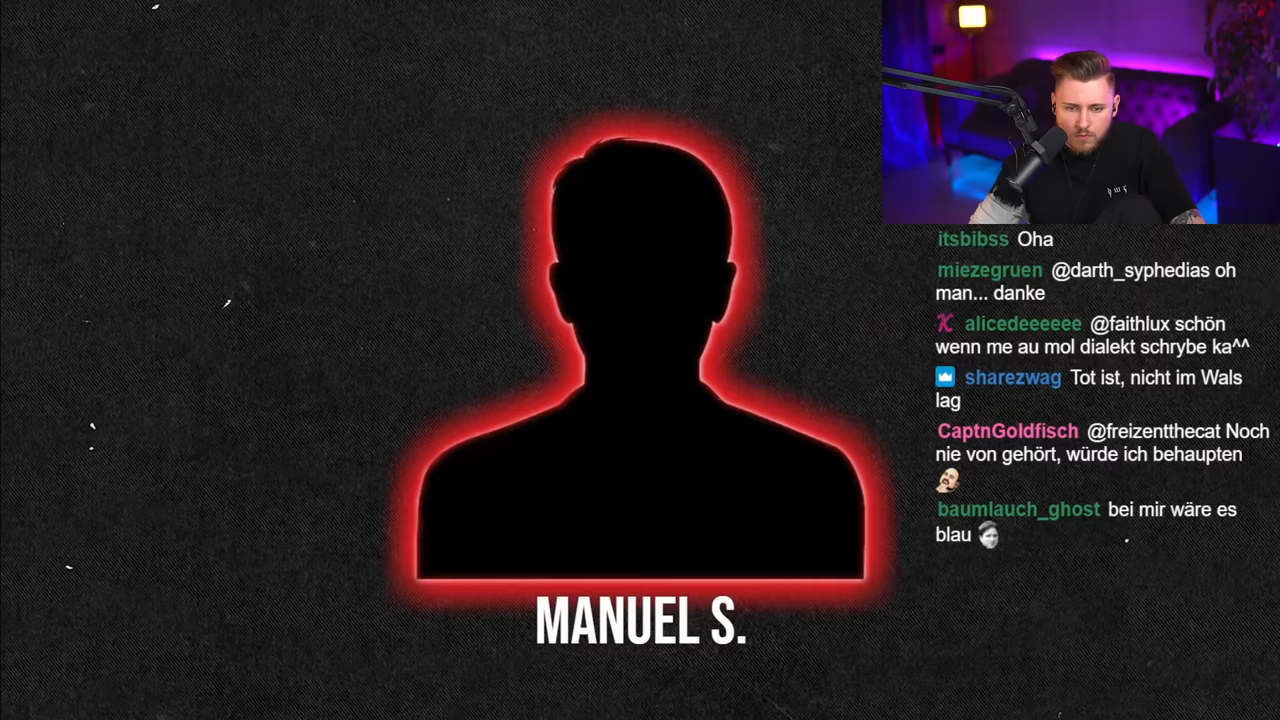 itsbibss Oha
miezegruen @darth_syphedias oh
man... danke
alicedeeeeee @faithlux schön
wenn me au mol dialekt schrybe ka^^
sharezwag Tot ist, nicht im Wals
lag
CaptnGoldfisch @freizentthecat Noch
nie von gehört, würde ich behaupten
baumlauch_ghost bei mir wäre es
blau
MANUEL S.